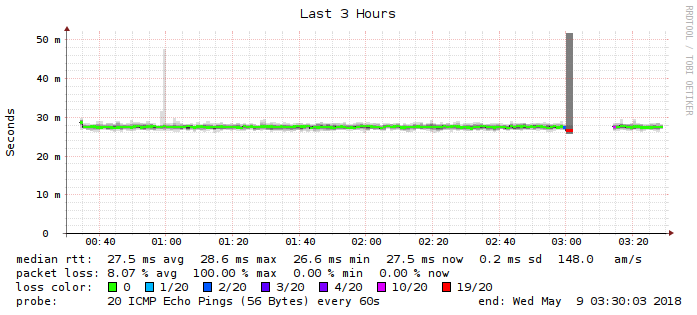 Last 3 Hours
RRDTOOL / TOBI OETIKER
Seconds
50 m
40 m
30 m
20 m
10 m
0
00:40 01:00 01:20 01:40 02:00 02:20 02:40 03:00 03:20
median rtt: 27.5 ms avg 28.6 ms max 26.6 ms min 27.5 ms now 0.2 ms sd 148.0 am/s
packet loss: 8.07 % avg 100.00 % max 0.00 % min 0.00 % now
loss color: 0 1/20 2/20 3/20 4/20 10/20 19/20
probe: 20 ICMP Echo Pings (56 Bytes) every 60s end: Wed May 9 03:30:03 2018